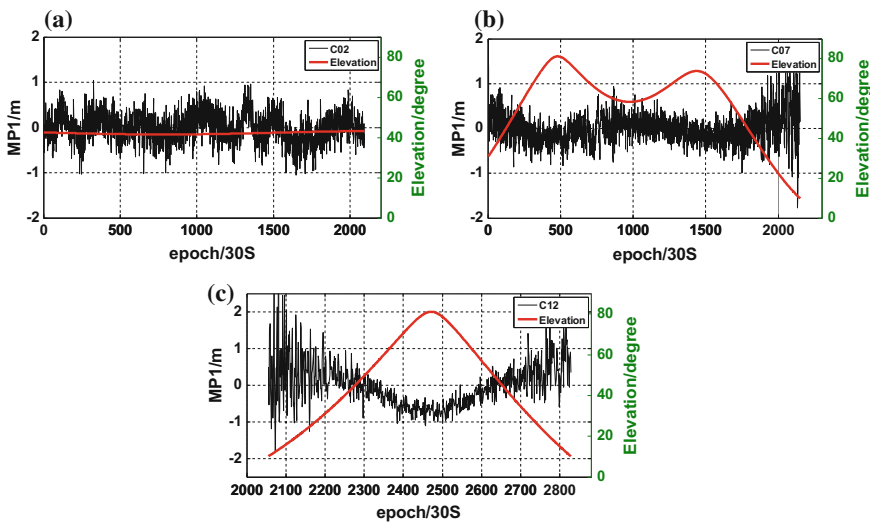 (a)
C02
Elevation
MP1/m
2
1
0
-1
-2
0
500
1000
1500
2000
epoch/30S
80
60
40
20
0
Elevation/degree
(b)
C07
Elevation
MP1/m
2
1
0
-1
-2
0
500
1000
1500
2000
epoch/30S
80
60
40
20
0
Elevation/degree
(c)
C12
Elevation
MP1/m
2
1
0
-1
-2
2000
2100
2200
2300
2400
2500
2600
2700
2800
epoch/30S
80
60
40
20
0
Elevation/degree